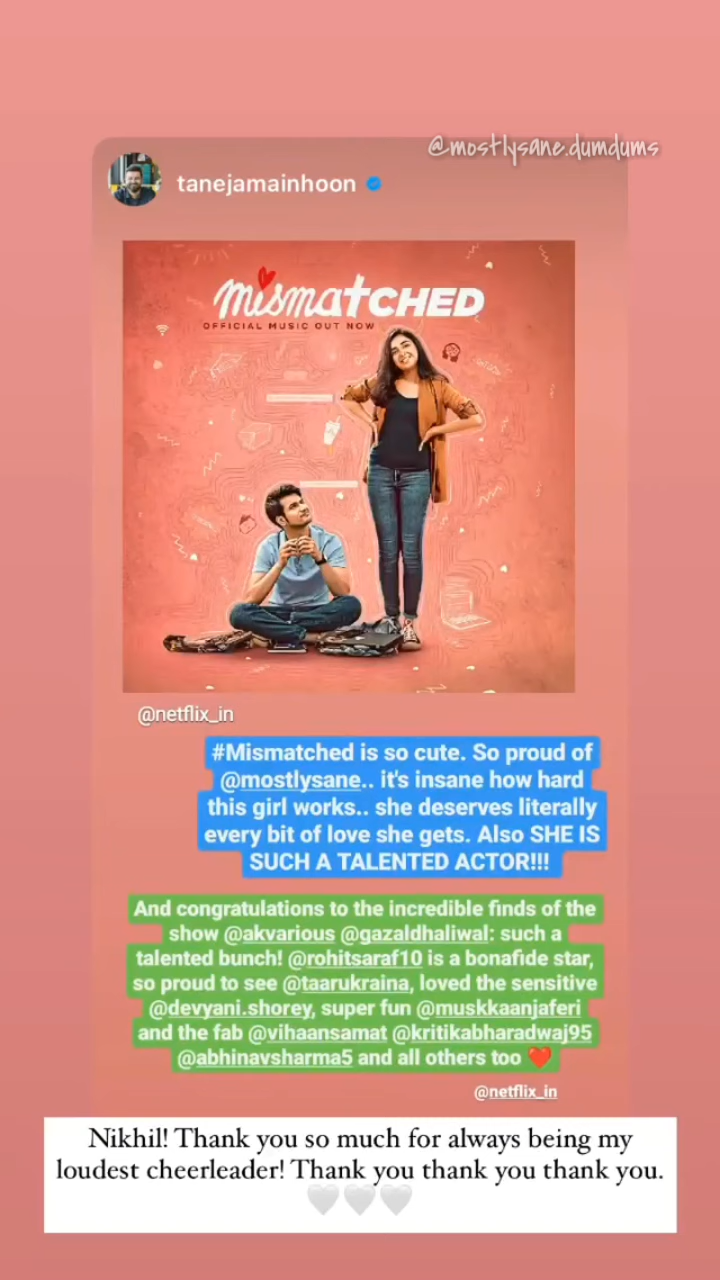 @mostlysane.dumdums
tanejamainhoon
mismatCHED
OFFICIAL MUSIC OUT NOW
@netflix_in
#Mismatched is so cute. So proud of
@mostlysane.. it's insane how hard
this girl works.. she deserves literally
every bit of love she gets. Also SHE IS
SUCH A TALENTED ACTOR!!!
And congratulations to the incredible finds of the
show @akvarious @gazaldhaliwal: such a
talented bunch! @rohitsaraf10 is a bonafide star,
so proud to see @taarukraina, loved the sensitive
@devyani.shorey, super fun @muskkaanjaferi
and the fab @vihaansamat @kritikabharadwaj95
@abhinavsharma5 and all others too ❤️
@netflix_in
Nikhil! Thank you so much for always being my
loudest cheerleader! Thank you thank you thank you.
🤍🤍🤍